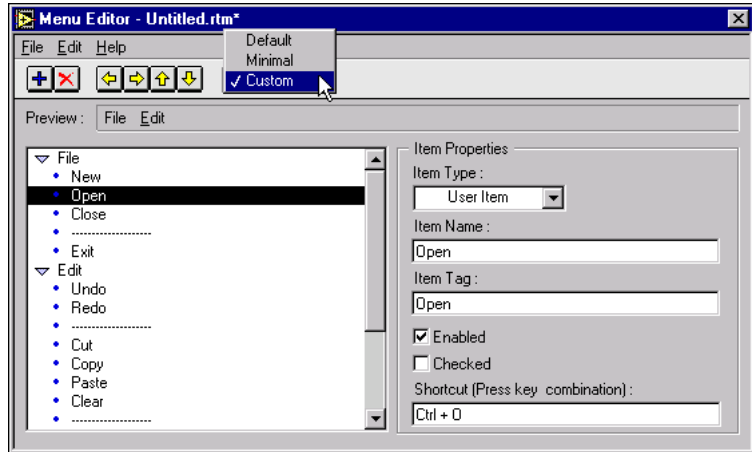 Menu Editor - Untitled.rtm*
File Edit Help
Default
Minimal
Custom
Preview : File Edit
File
New
Open
Close
--------------------
Exit
Edit
Undo
Redo
--------------------
Cut
Copy
Paste
Clear
--------------------
Item Properties
Item Type :
User Item
Item Name :
Open
Item Tag :
Open
Enabled
Checked
Shortcut (Press key combination) :
Ctrl + O